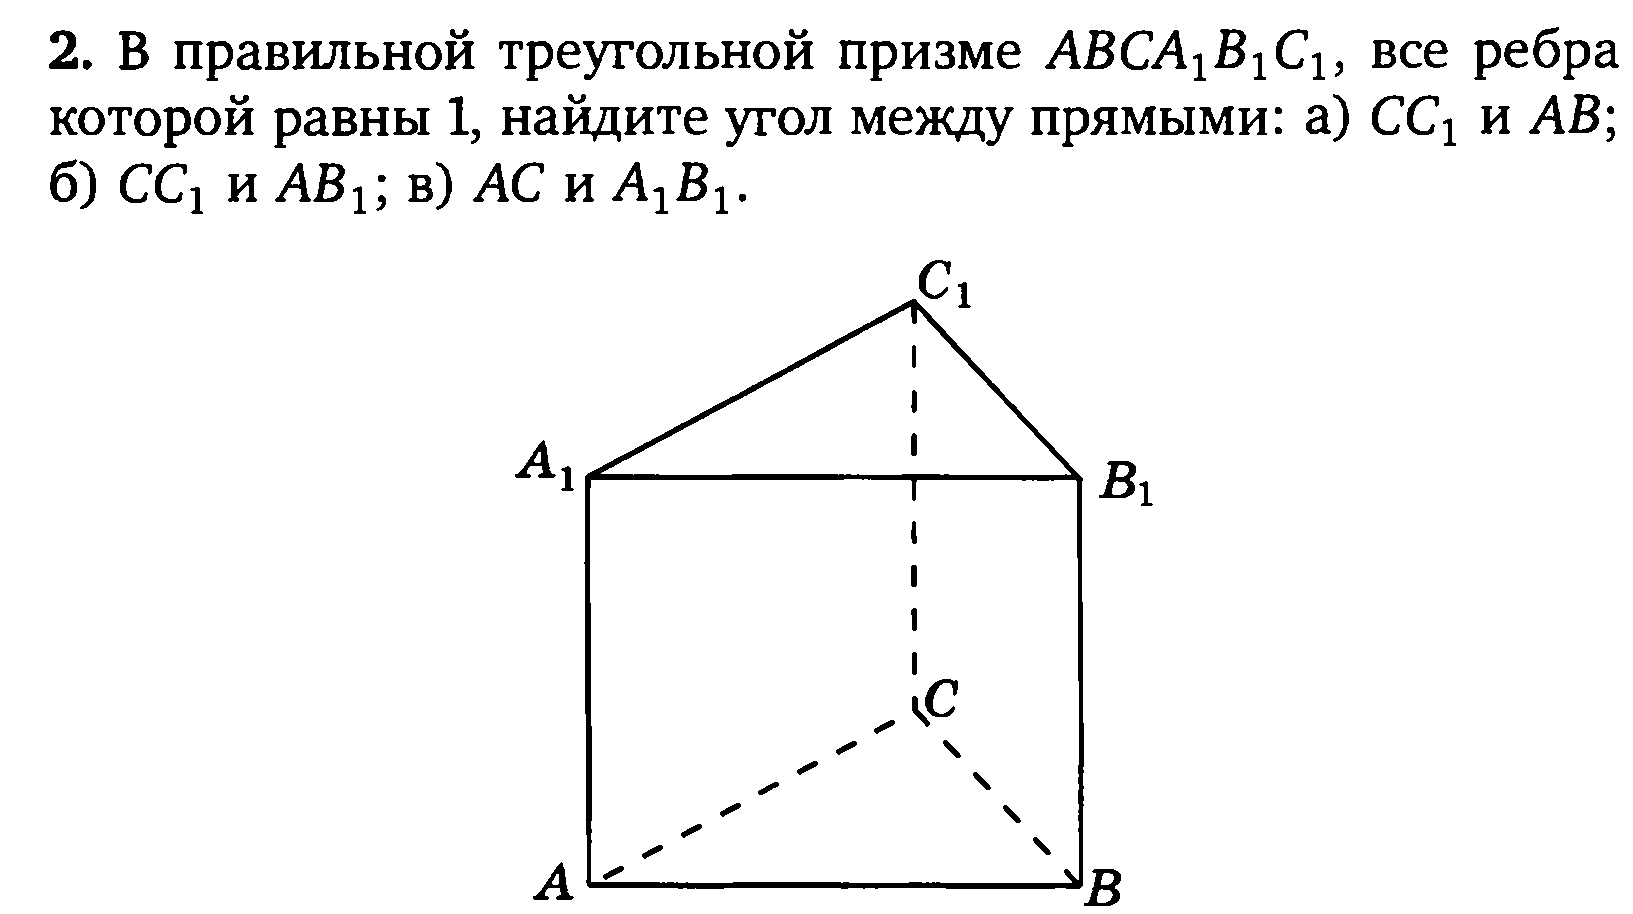 2. В правильной треугольной призме ABCA₁B₁C₁, все ребра
которой равны 1, найдите угол между прямыми: а) CC₁ и AB;
б) CC₁ и AB₁; в) AC и A₁B₁.
C₁
A₁
B₁
C
A
B